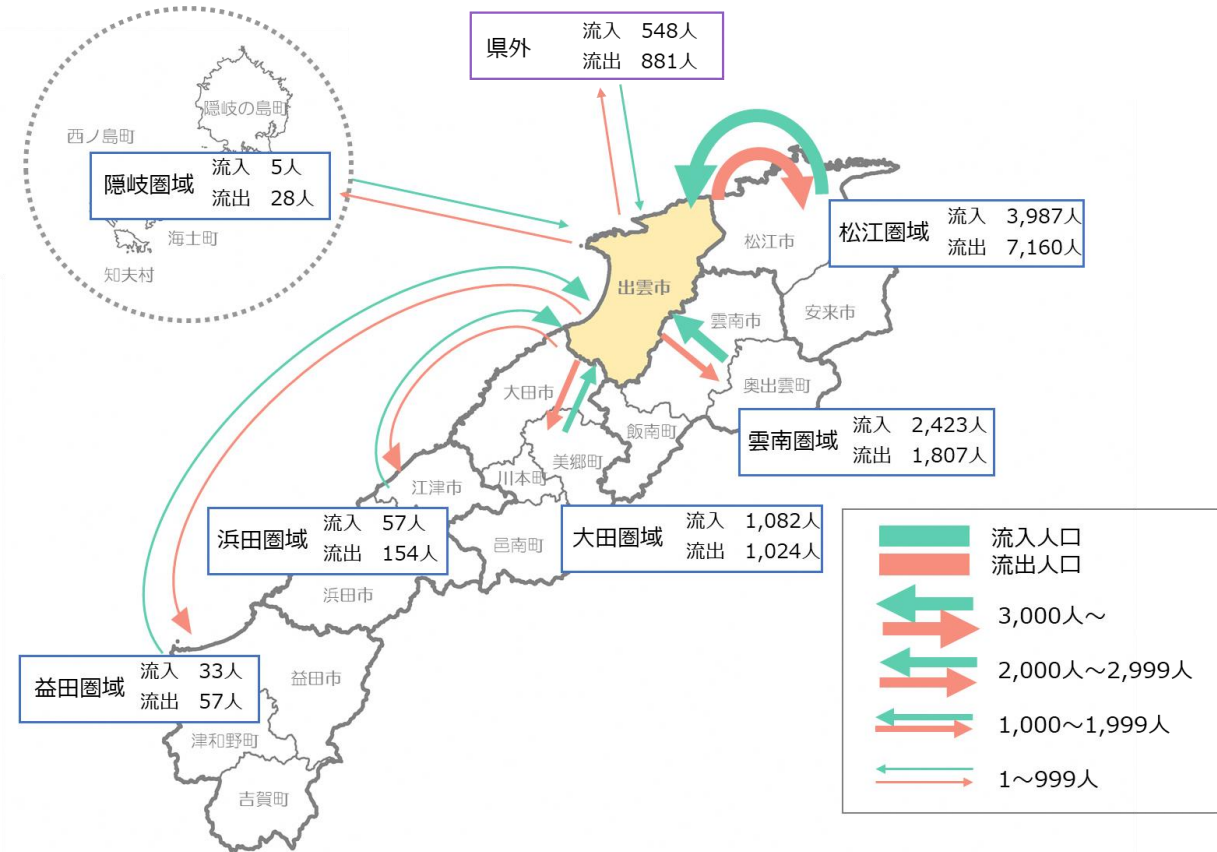 県外
流入 548人
流出 881人
隠岐の島町
西ノ島町
隠岐圏域
流入 5人
流出 28人
海士町
知夫村
松江市
松江圏域
流入 3,987人
流出 7,160人
出雲市
雲南市
安来市
大田市
奥出雲町
飯南町
雲南圏域
流入 2,423人
流出 1,807人
美郷町
川本町
江津市
浜田圏域
流入 57人
流出 154人
邑南町
大田圏域
流入 1,082人
流出 1,024人
浜田市
益田圏域
流入 33人
流出 57人
益田市
津和野町
吉賀町
流入人口
流出人口
3,000人～
2,000人～2,999人
1,000～1,999人
1～999人